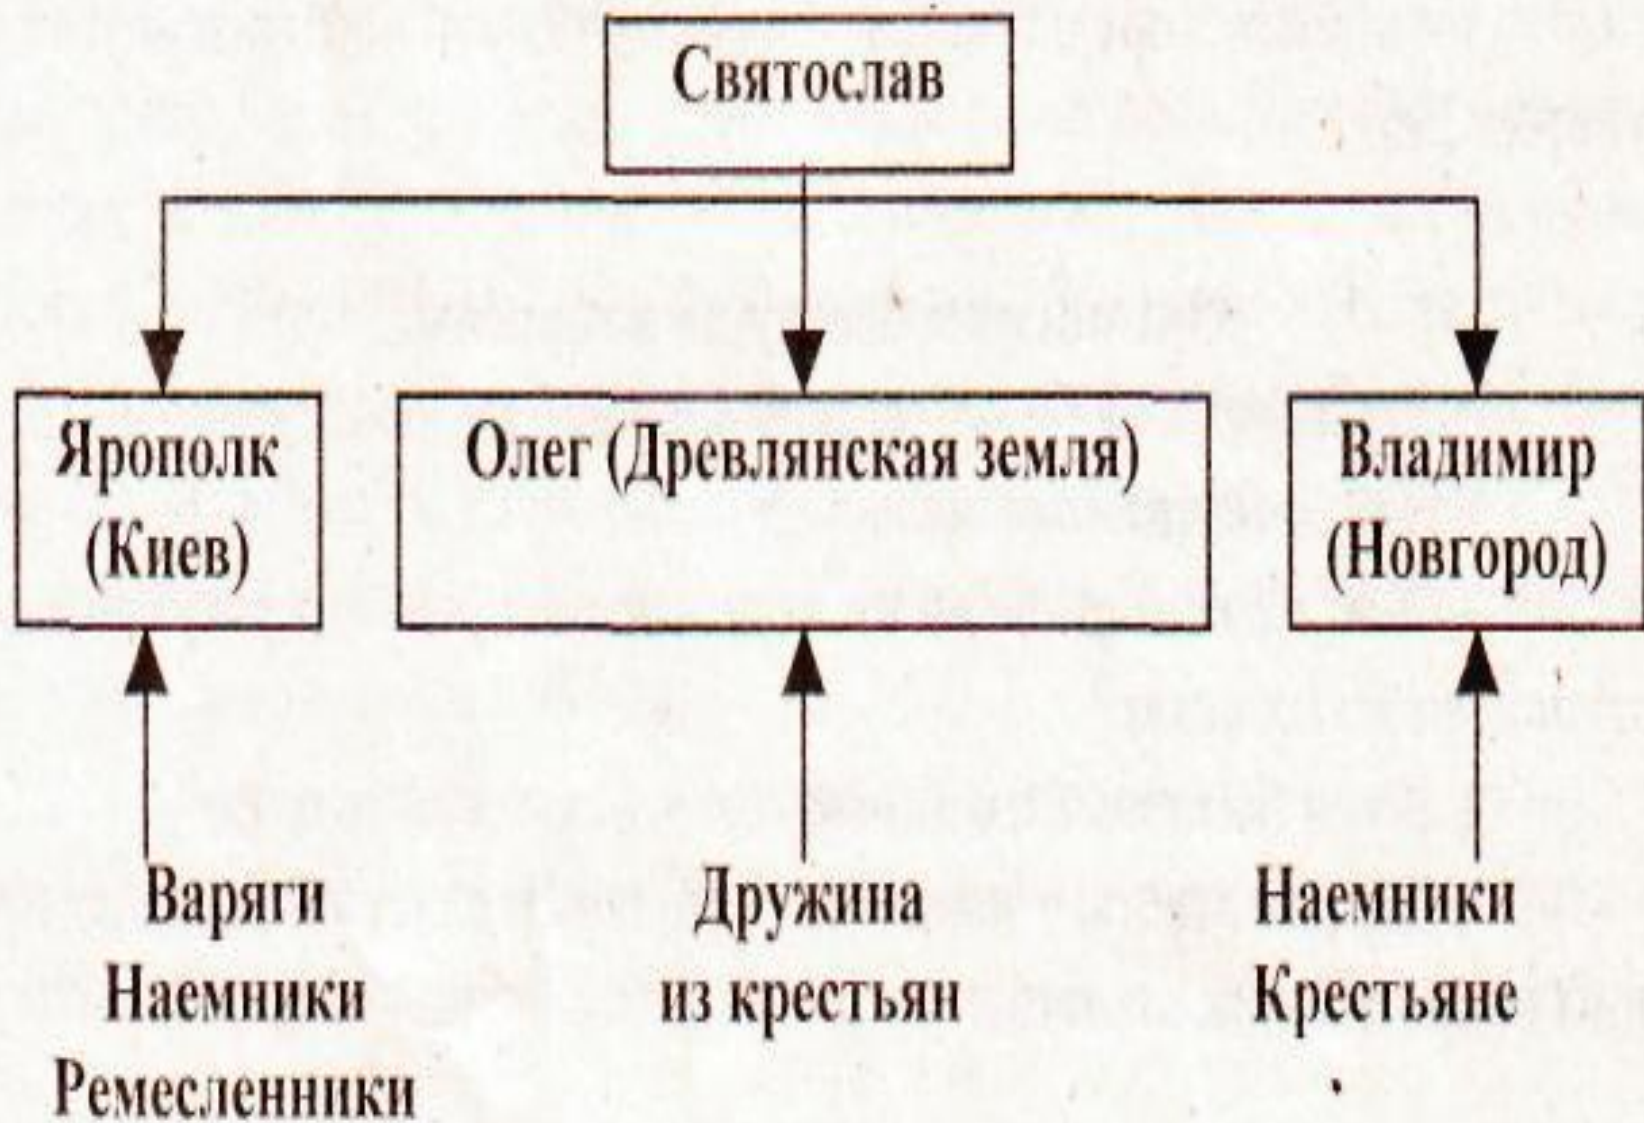 Святослав
Ярополк
(Киев)
Олег (Древлянская земля)
Владимир
(Новгород)
Варяги
Наемники
Ремесленники
Дружина
из крестьян
Наемники
Крестьяне